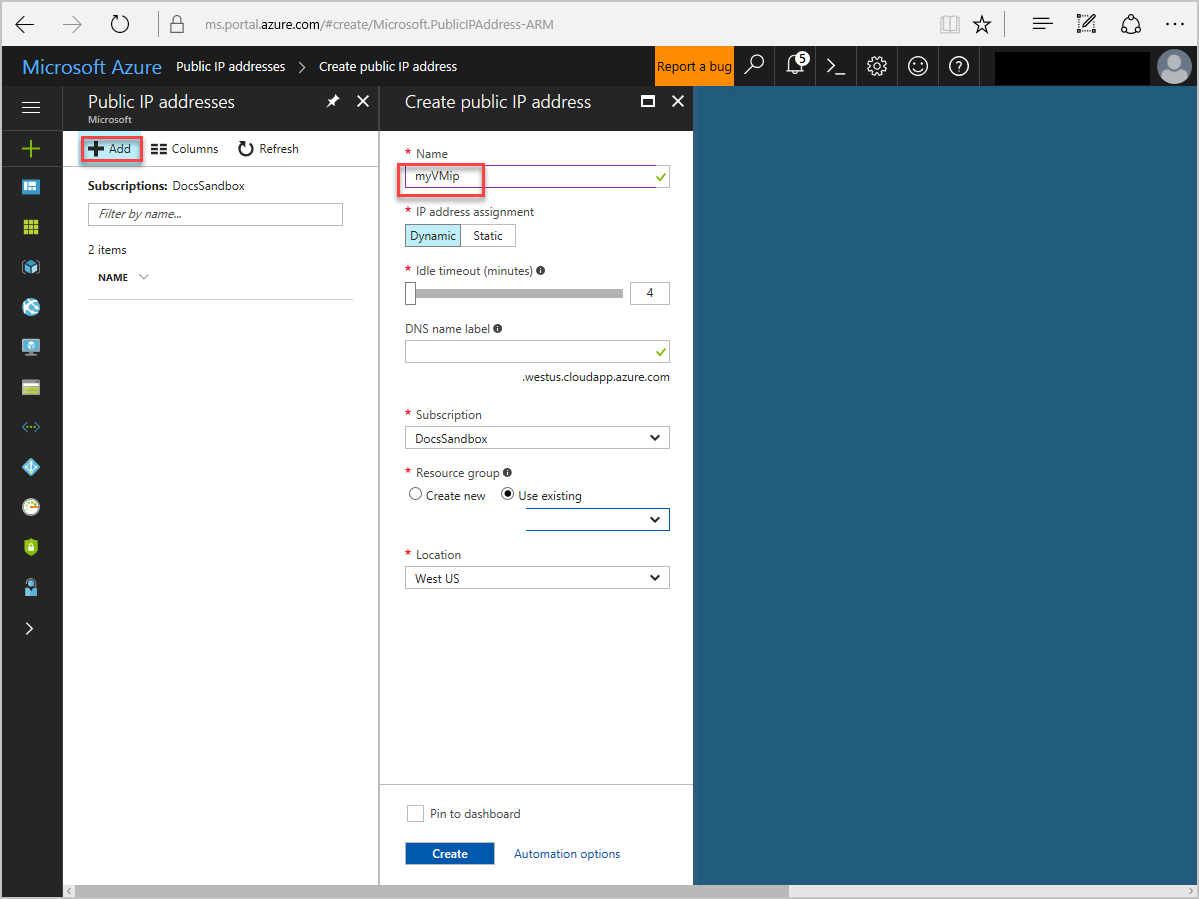 ms.portal.azure.com/#create/Microsoft.PublicIPAddress-ARM
Microsoft Azure Public IP addresses > Create public IP address
Report a bug
5
Public IP addresses
Microsoft
Add Columns Refresh
Subscriptions: DocsSandbox
Filter by name...
2 items
NAME
Create public IP address
* Name
myVMip
* IP address assignment
Dynamic Static
* Idle timeout (minutes)
4
DNS name label
.westus.cloudapp.azure.com
* Subscription
DocsSandbox
* Resource group
Create new Use existing
* Location
West US
Pin to dashboard
Create Automation options